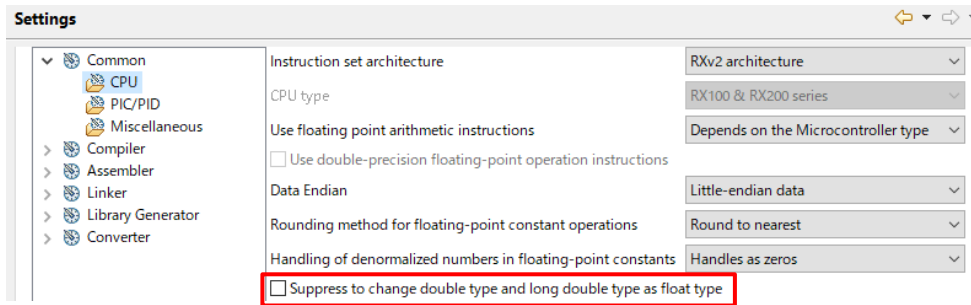 Settings
Common
CPU
PIC/PID
Miscellaneous
Compiler
Assembler
Linker
Library Generator
Converter
Instruction set architecture RXv2 architecture
CPU type RX100 & RX200 series
Use floating point arithmetic instructions Depends on the Microcontroller type
Use double-precision floating-point operation instructions
Data Endian Little-endian data
Rounding method for floating-point constant operations Round to nearest
Handling of denormalized numbers in floating-point constants Handles as zeros
Suppress to change double type and long double type as float type